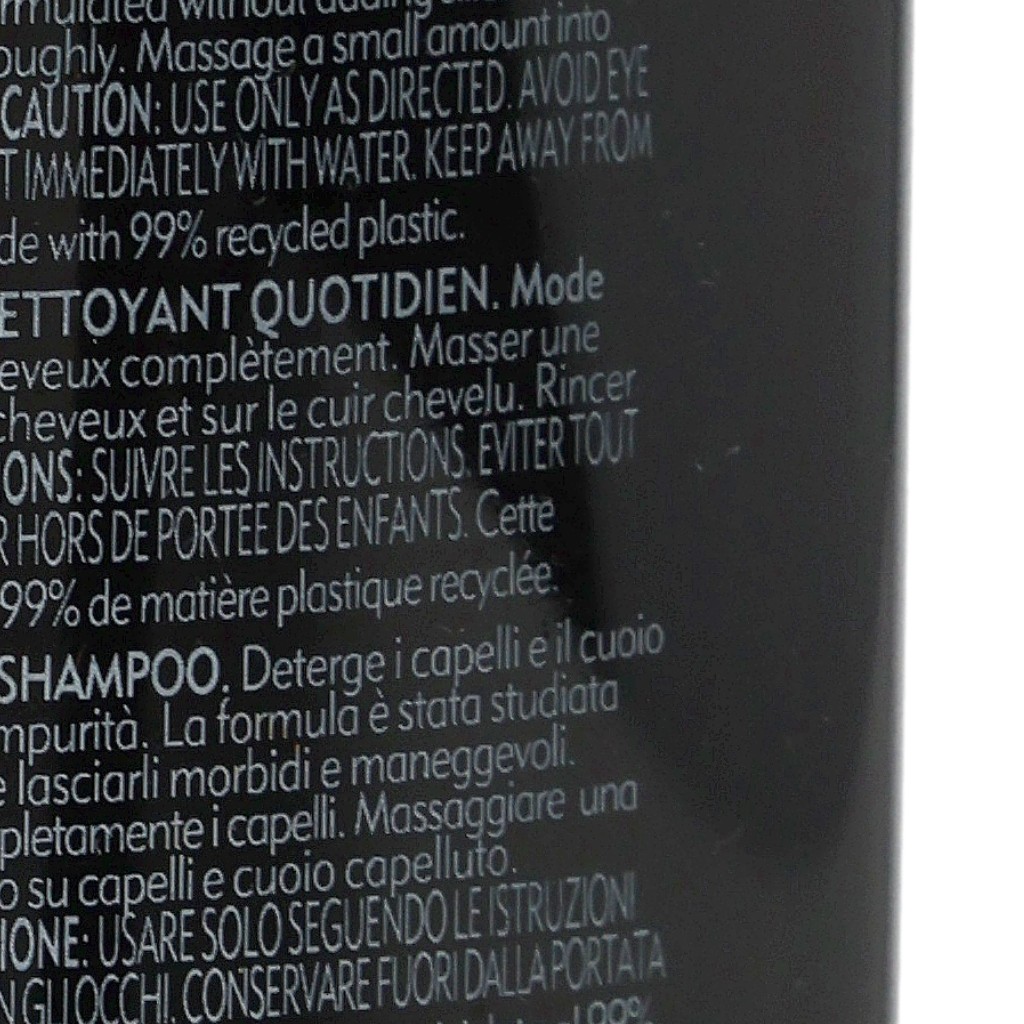 rmulated without adding
oughly. Massage a small amount into
CAUTION: USE ONLY AS DIRECTED. AVOID EYE
T IMMEDIATELY WITH WATER. KEEP AWAY FROM
de with 99% recycled plastic.
ETTOYANT QUOTIDIEN. Mode
eveux complètement. Masser une
cheveux et sur le cuir chevelu. Rincer
ONS: SUIVRE LES INSTRUCTIONS. EVITER TOUT
R HORS DE PORTEE DES ENFANTS. Cette
99% de matière plastique recyclée.
SHAMPOO. Deterge i capelli e il cuoio
mpurità. La formula è stata studiata
e lasciarli morbidi e maneggevoli.
pletamente i capelli. Massaggiare una
o su capelli e cuoio capelluto.
IONE: USARE SOLO SEGUENDO LE ISTRUZIONI
N GLI OCCHI. CONSERVARE FUORI DALLA PORTATA
99%